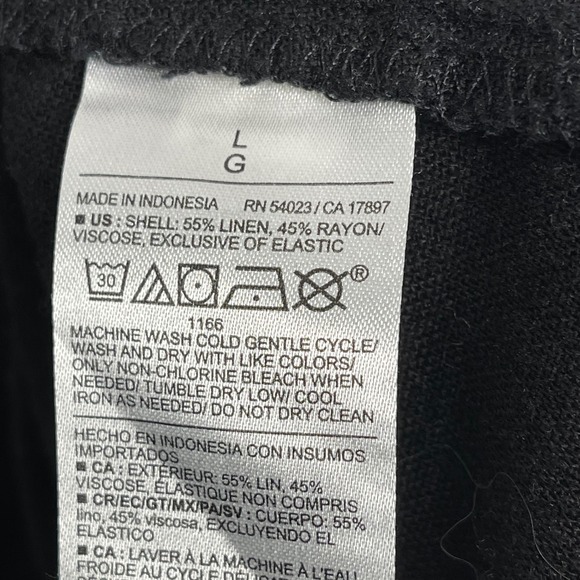 L
G
MADE IN INDONESIA RN 54023 / CA 17897
■ US : SHELL: 55% LINEN, 45% RAYON/
VISCOSE, EXCLUSIVE OF ELASTIC
30 ®
1166
MACHINE WASH COLD GENTLE CYCLE/
WASH AND DRY WITH LIKE COLORS/
ONLY NON-CHLORINE BLEACH WHEN
NEEDED/ TUMBLE DRY LOW/ COOL
IRON AS NEEDED/ DO NOT DRY CLEAN
HECHO EN INDONESIA CON INSUMOS
IMPORTADOS
■ CA : EXTÉRIEUR: 55% LIN, 45%
VISCOSE, ÉLASTIQUE NON COMPRIS
■ CR/EC/GT/MX/PA/SV : CUERPO: 55%
lino, 45% viscosa, EXCLUYENDO EL
ELASTICO
■ CA : LAVER À LA MACHINE À L'EAU
FROIDE AU CYCLE